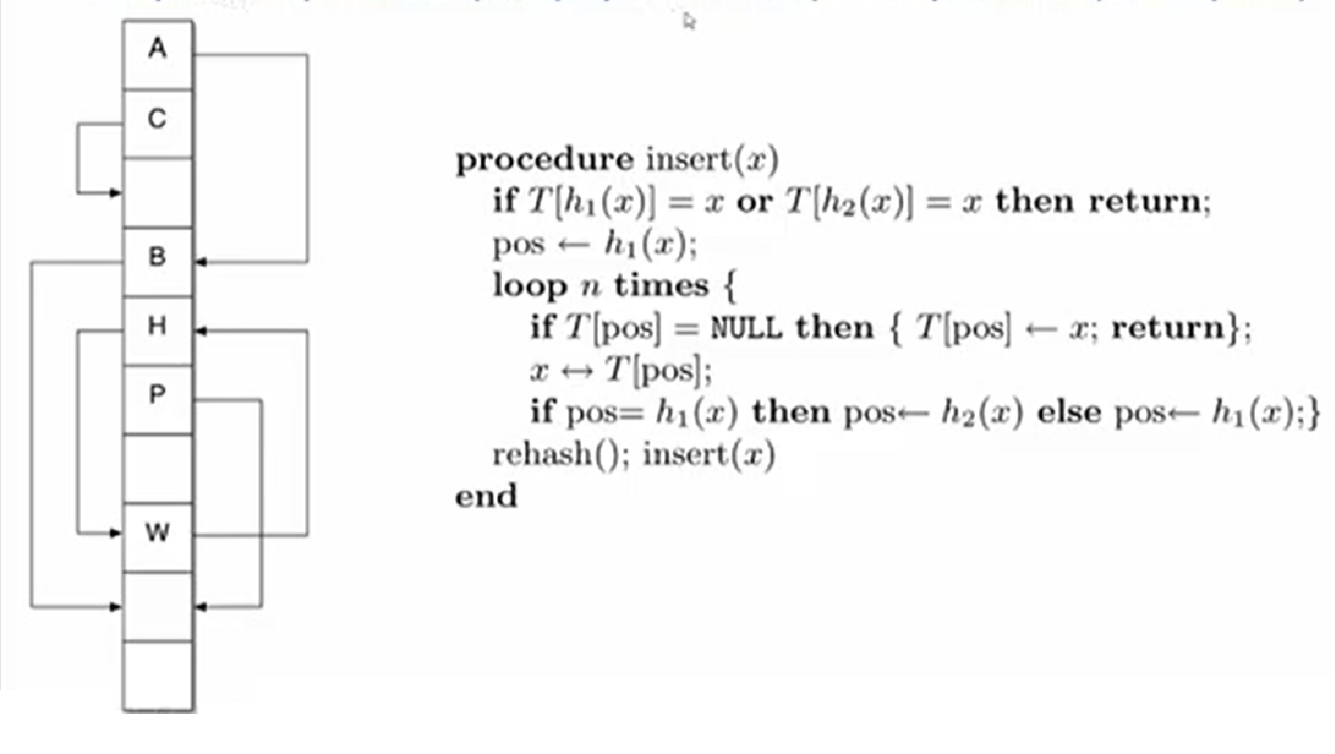 A
C
B
H
P
W
procedure insert(x)
if T[h₁(x)] = x or T[h₂(x)] = x then return;
pos ← h₁(x);
loop n times {
if T[pos] = NULL then { T[pos] ← x; return};
x ↔ T[pos];
if pos= h₁(x) then pos← h₂(x) else pos← h₁(x);}
rehash(); insert(x)
end